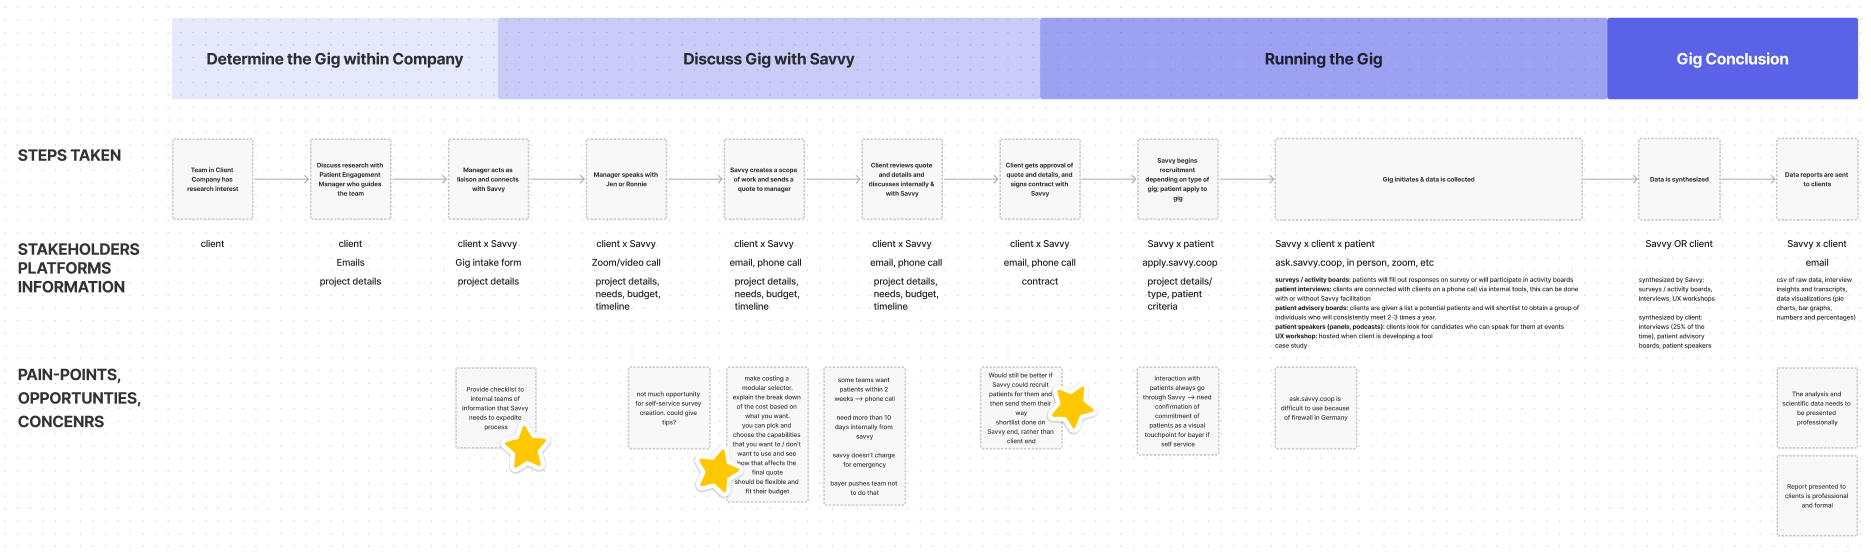 Determine the Gig within Company
Discuss Gig with Savvy
Running the Gig
Gig Conclusion
STEPS TAKEN
Team in Client
Company has
research interest
Discuss research with
Patient Engagement
Manager who guides
the team
Manager acts as
liaison and connects
with Savvy
Manager speaks with
Jen or Ronnie
Savvy creates a scope
of work and sends a
quote to manager
Client reviews quote
and details and
discusses internally &
with Savvy
Client gets approval of
quote and details, and
signs contract with
Savvy
Savvy begins
recruitment
depending on type of
gig; patient apply to
gig
Gig initiates & data is collected
Data is synthesized
Data reports are sent
to clients
STAKEHOLDERS
PLATFORMS
INFORMATION
client
client
Emails
project details
client x Savvy
Gig intake form
project details
client x Savvy
Zoom/video call
project details,
needs, budget,
timeline
client x Savvy
email, phone call
project details,
needs, budget,
timeline
client x Savvy
email, phone call
project details,
needs, budget,
timeline
client x Savvy
email, phone call
contract
Savvy x patient
apply.savvy.coop
project details/
type, patient
criteria
Savvy x client x patient
ask.savvy.coop, in person, zoom, etc
surveys / activity boards: patients will fill out responses on survey or will participate in activity boards
patient interviews: clients are connected with clients on a phone call via internal tools, this can be done
with or without Savvy facilitation
patient advisory boards: clients are given a list a potential patients and will shortlist to obtain a group of
individuals who will consistently meet 2-3 times a year.
patient speakers (panels, podcasts): clients look for candidates who can speak for them at events
UX workshop: hosted when client is developing a tool
case study
Savvy OR client
synthesized by Savvy:
surveys / activity boards,
interviews, UX workshops
synthesized by client:
interviews (25% of the
time), patient advisory
boards, patient speakers
Savvy x client
email
csv of raw data, interview
insights and transcripts,
data visualizations (pie
charts, bar graphs,
numbers and percentages)
PAIN-POINTS,
OPPORTUNTIES,
CONCENRS
Provide checklist to
internal teams of
information that Savvy
needs to expedite
process
not much opportunity
for self-service survey
creation. could give
tips?
make costing a
modular selector.
explain the break down
of the cost based on
what you want.
you can pick and
choose the capabilities
that you want to / don't
want to use and see
how that affects the
final quote
should be flexible and
fit their budget
some teams want
patients within 2
weeks --> phone call
need more than 10
days internally from
savvy
savvy doesn't charge
for emergency
bayer pushes team not
to do that
Would still be better if
Savvy could recruit
patients for them and
then send them their
way
shortlist done on
Savvy end, rather than
client end
interaction with
patients always go
through Savvy --> need
confirmation of
commitment of
patients as a visual
touchpoint for bayer if
self service
ask.savvy.coop is
difficult to use because
of firewall in Germany
The analysis and
scientific data needs to
be presented
professionally
Report presented to
clients is professional
and formal